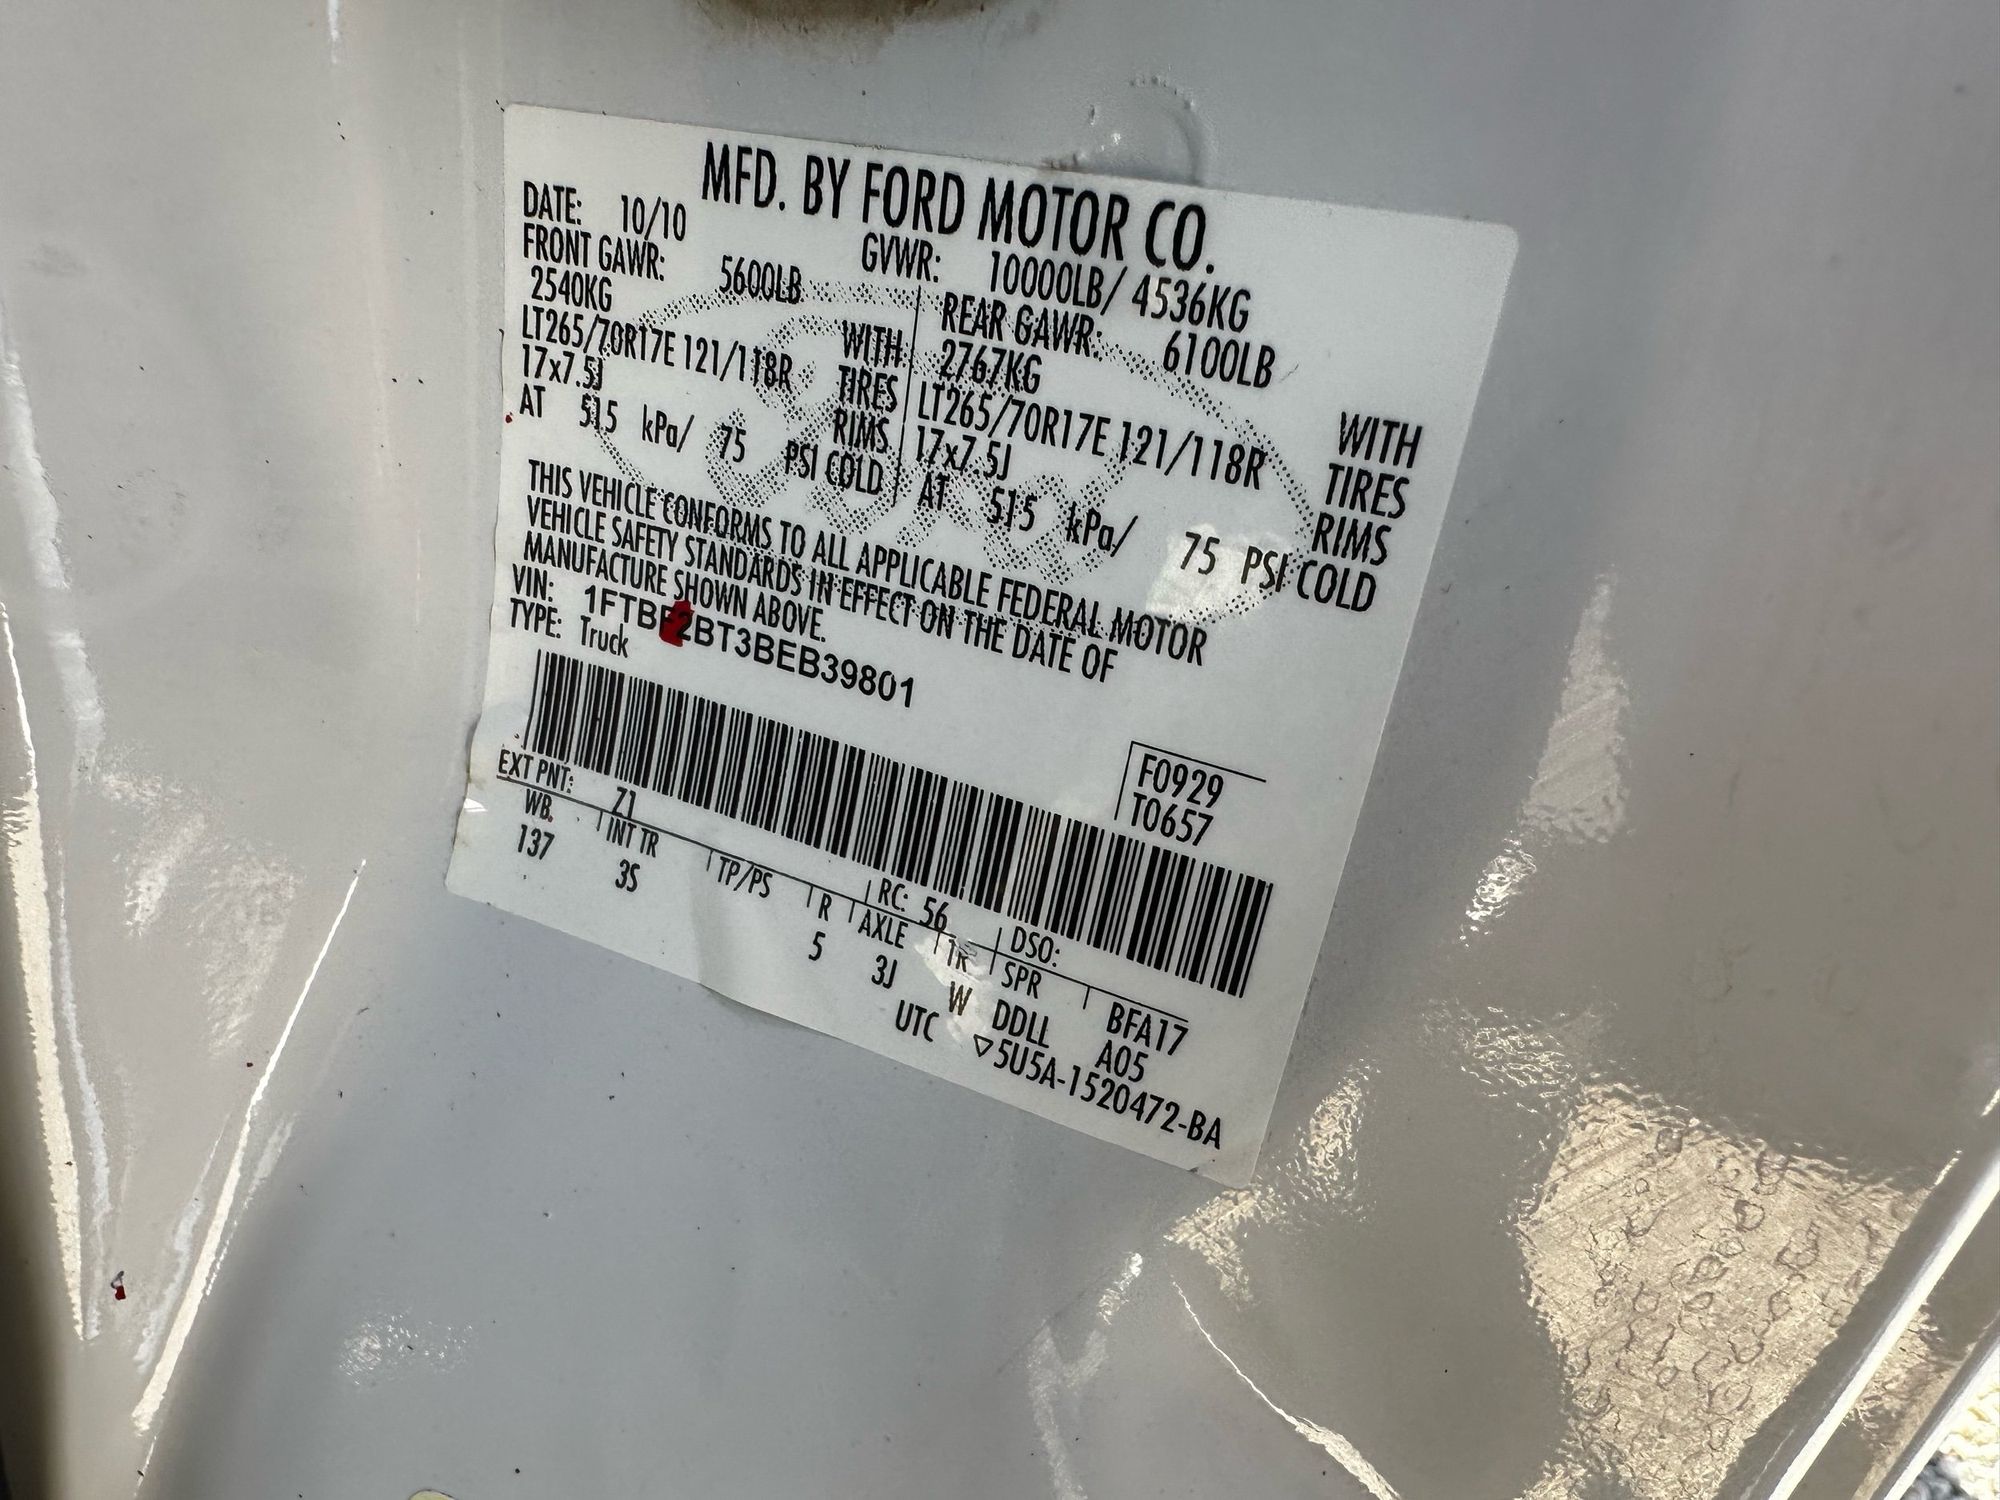 MFD. BY FORD MOTOR CO.
DATE: 10/10 GVWR: 10000LB/ 4536KG
FRONT GAWR: 5600LB REAR GAWR: 6100LB
2540KG WITH 2767KG WITH
LT265/70R17E 121/118R TIRES LT265/70R17E 121/118R TIRES
17x7.5J RIMS 17x7.5J RIMS
AT 515 kPa/ 75 PSI COLD AT 515 kPa/ 75 PSI COLD
THIS VEHICLE CONFORMS TO ALL APPLICABLE FEDERAL MOTOR
VEHICLE SAFETY STANDARDS IN EFFECT ON THE DATE OF
MANUFACTURE SHOWN ABOVE.
VIN: 1FTBF2BT3BEB39801
TYPE: Truck
F0929
T0657
EXT PNT: Z1 RC: 56 DSO:
WB INT TR TP/PS R AXLE TR SPR BFA17
137 3S 5 3J W DDLL A05
UTC ▽5U5A-1520472-BA